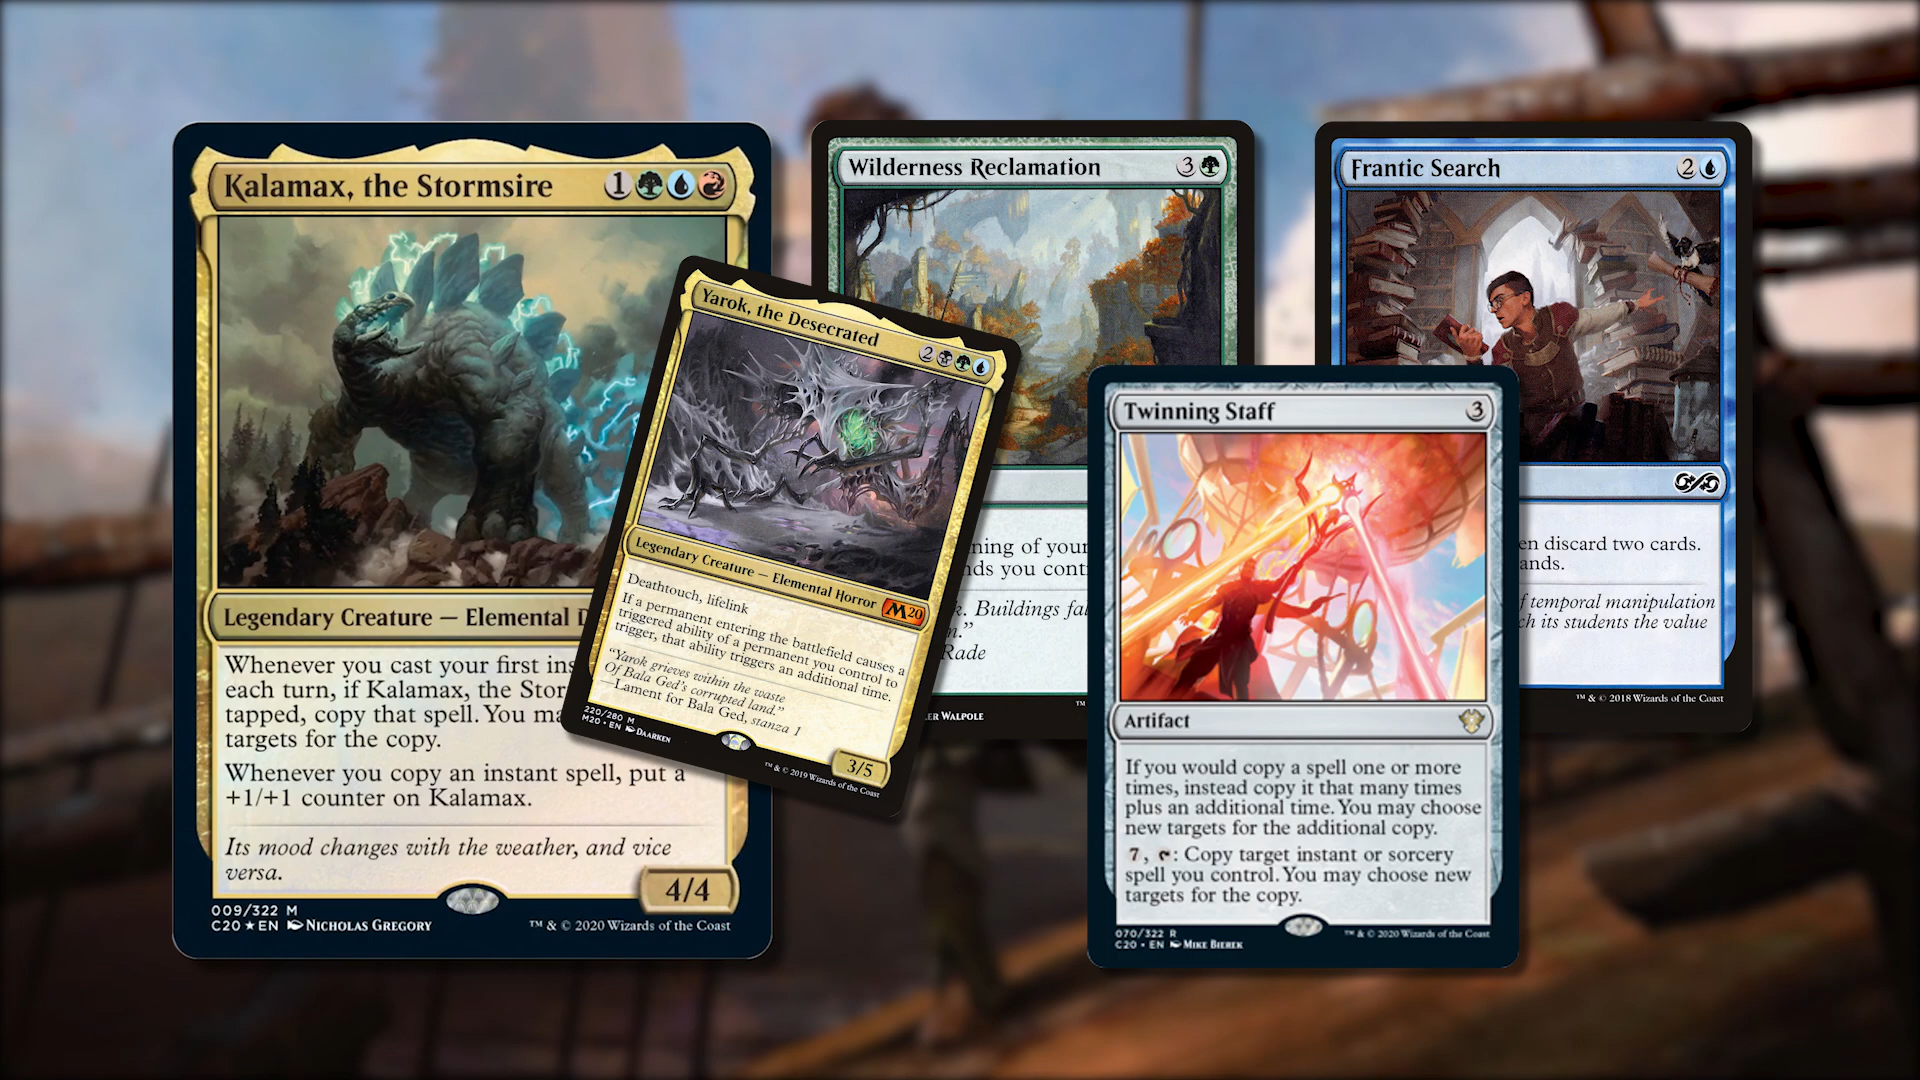 Kalamax, the Stormsire 1
Legendary Creature — Elemental D
Whenever you cast your first ins
each turn, if Kalamax, the Stor
tapped, copy that spell. You ma
targets for the copy.
Whenever you copy an instant spell, put a
+1/+1 counter on Kalamax.
Its mood changes with the weather, and vice
versa.
4/4
009/322 M
C20 ★ EN Nicholas Gregory
™ & © 2020 Wizards of the Coast
Yarok, the Desecrated 2
Legendary Creature — Elemental Horror M20
Deathtouch, lifelink
If a permanent entering the battlefield causes a
triggered ability of a permanent you control to
trigger, that ability triggers an additional time.
“Yarok grieves within the waste
Of Bala Ged's corrupted land.”
—Lament for Bala Ged, stanza 1
3/5
220/280 M
M20 • EN Daarken
™ & © 2019 Wizards of the Coast
Wilderness Reclamation 3
ning of your
nds you cont
k. Buildings fal
n.”
Rade
ler Walpole
™
Twinning Staff 3
Artifact
If you would copy a spell one or more
times, instead copy it that many times
plus an additional time. You may choose
new targets for the additional copy.
7, : Copy target instant or sorcery
spell you control. You may choose new
targets for the copy.
070/322 R
C20 • EN Mike Bierek
™ & © 2020 Wizards of the Coast
Frantic Search 2
en discard two cards.
ands.
f temporal manipulation
ch its students the value
™ & © 2018 Wizards of the Coast